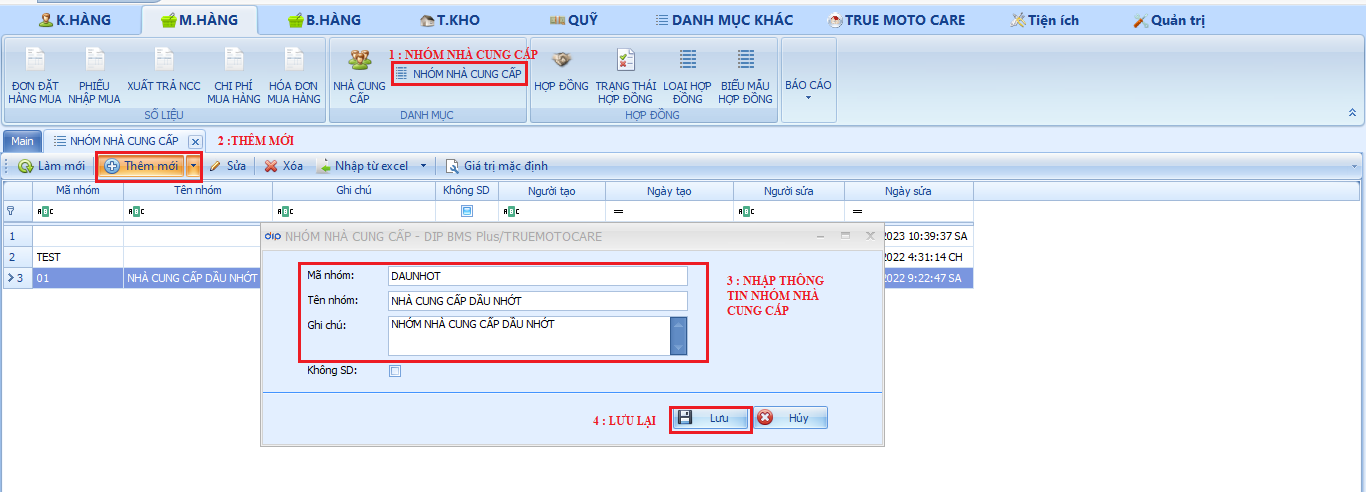 K.HÀNG M.HÀNG B.HÀNG T.KHO QUỸ DANH MỤC KHÁC TRUE MOTO CARE Tiện ích Quản trị
1 : NHÓM NHÀ CUNG CẤP
NHÓM NHÀ CUNG CẤP
ĐƠN ĐẶT HÀNG MUA
PHIẾU NHẬP MUA
XUẤT TRẢ NCC
CHI PHÍ MUA HÀNG
HÓA ĐƠN MUA HÀNG
NHÀ CUNG CẤP
HỢP ĐỒNG
TRẠNG THÁI HỢP ĐỒNG
LOẠI HỢP ĐỒNG
BIỂU MẪU HỢP ĐỒNG
BÁO CÁO
SỐ LIỆU DANH MỤC HỢP ĐỒNG
Main NHÓM NHÀ CUNG CẤP 2 :THÊM MỚI
Làm mới Thêm mới Sửa Xóa Nhập từ excel Giá trị mặc định
Mã nhóm Tên nhóm Ghi chú Không SD Người tạo Ngày tạo Người sửa Ngày sửa
1 2023 10:39:37 SA
2 TEST 2022 4:31:14 CH
3 01 NHÀ CUNG CẤP DẦU NHỚT 2022 9:22:47 SA
dip NHÓM NHÀ CUNG CẤP - DIP BMS Plus/TRUEMOTOCARE
Mã nhóm: DAUNHOT
Tên nhóm: NHÀ CUNG CẤP DẦU NHỚT
Ghi chú: NHÓM NHÀ CUNG CẤP DẦU NHỚT
Không SD:
3 : NHẬP THÔNG
TIN NHÓM NHÀ
CUNG CẤP
4 : LƯU LẠI
Lưu Hủy